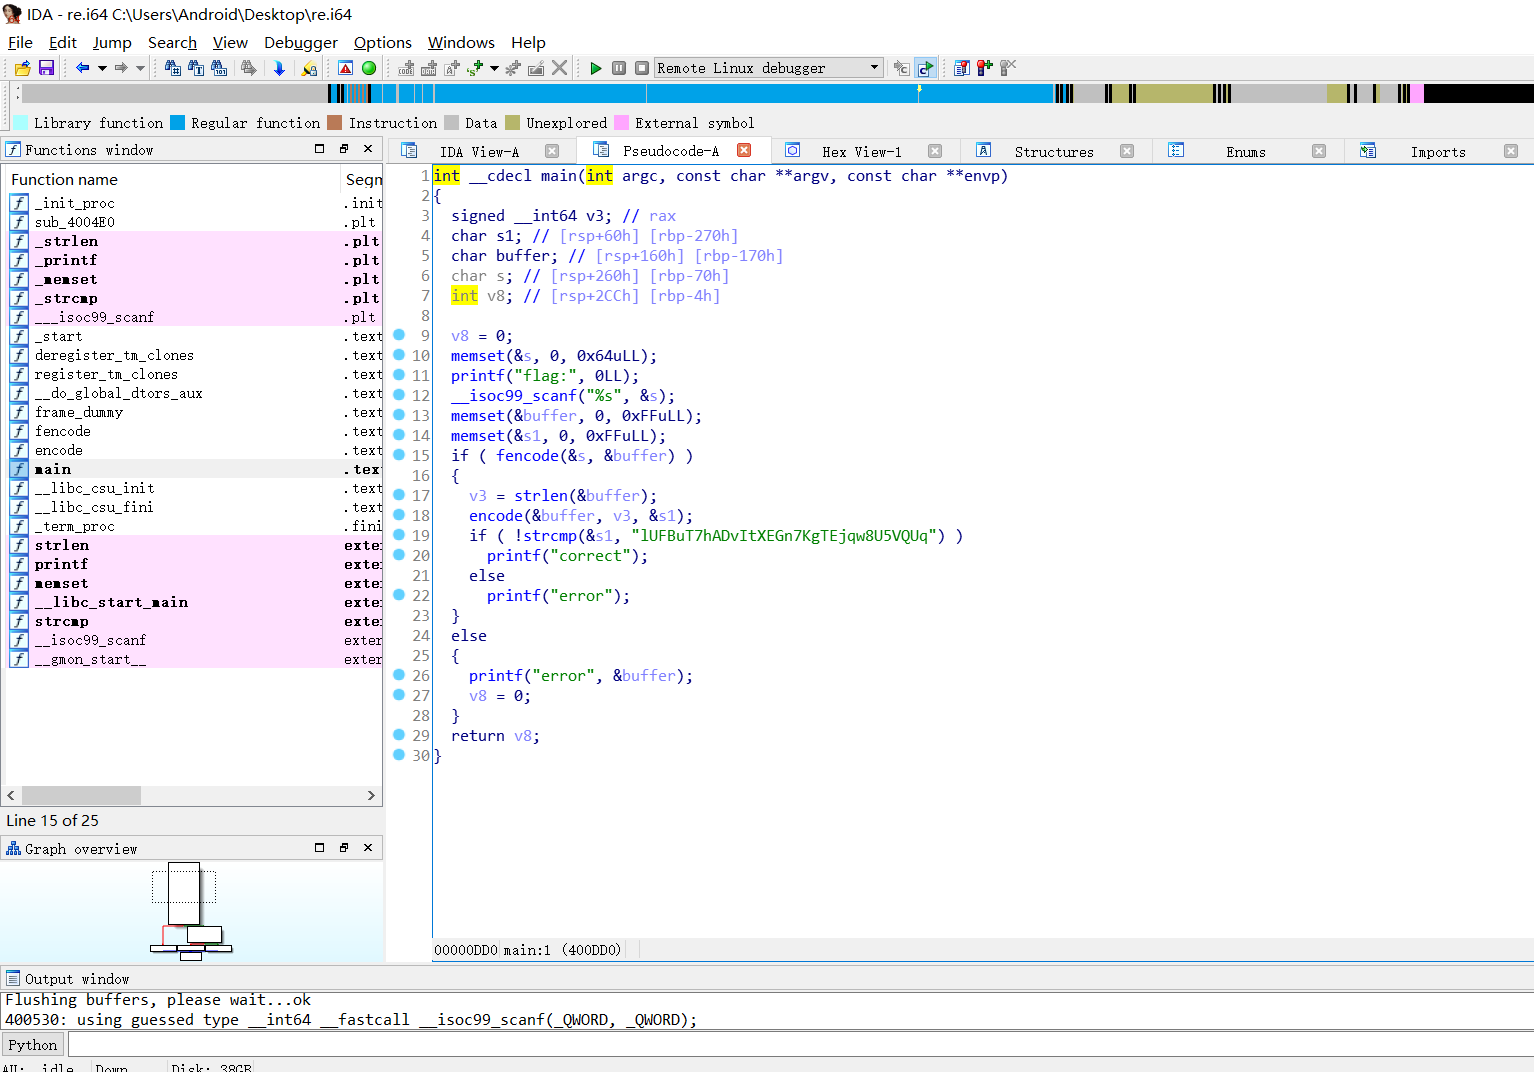 IDA - re.i64 C:\Users\Android\Desktop\re.i64
File Edit Jump Search View Debugger Options Windows Help
Remote Linux debugger
Library function Regular function Instruction Data Unexplored External symbol
Functions window
IDA View-A Pseudocode-A Hex View-1 Structures Enums Imports
Function name Segm
_init_proc .init
sub_4004E0 .plt
_strlen .plt
_printf .plt
_memset .plt
_strcmp .plt
___isoc99_scanf .plt
_start .text
deregister_tm_clones .text
register_tm_clones .text
__do_global_dtors_aux .text
frame_dummy .text
fencode .text
encode .text
main .text
__libc_csu_init .text
__libc_csu_fini .text
_term_proc .fini
strlen exte
printf exte
memset exte
__libc_start_main exte
strcmp exte
__isoc99_scanf exter
__gmon_start__ exter
Line 15 of 25
Graph overview
1 int __cdecl main(int argc, const char **argv, const char **envp)
2 {
3 signed __int64 v3; // rax
4 char s1; // [rsp+60h] [rbp-270h]
5 char buffer; // [rsp+160h] [rbp-170h]
6 char s; // [rsp+260h] [rbp-70h]
7 int v8; // [rsp+2CCh] [rbp-4h]
8
9 v8 = 0;
10 memset(&s, 0, 0x64uLL);
11 printf("flag:", 0LL);
12 __isoc99_scanf("%s", &s);
13 memset(&buffer, 0, 0xFFuLL);
14 memset(&s1, 0, 0xFFuLL);
15 if ( fencode(&s, &buffer) )
16 {
17 v3 = strlen(&buffer);
18 encode(&buffer, v3, &s1);
19 if ( !strcmp(&s1, "lUFBuT7hADvItXEGn7KgTEjqw8U5VQUq") )
20 printf("correct");
21 else
22 printf("error");
23 }
24 else
25 {
26 printf("error", &buffer);
27 v8 = 0;
28 }
29 return v8;
30 }
00000DD0 main:1 (400DD0)
Output window
Flushing buffers, please wait...ok
400530: using guessed type __int64 __fastcall __isoc99_scanf(_QWORD, _QWORD);
Python
AU: idle Down Disk: 38GB